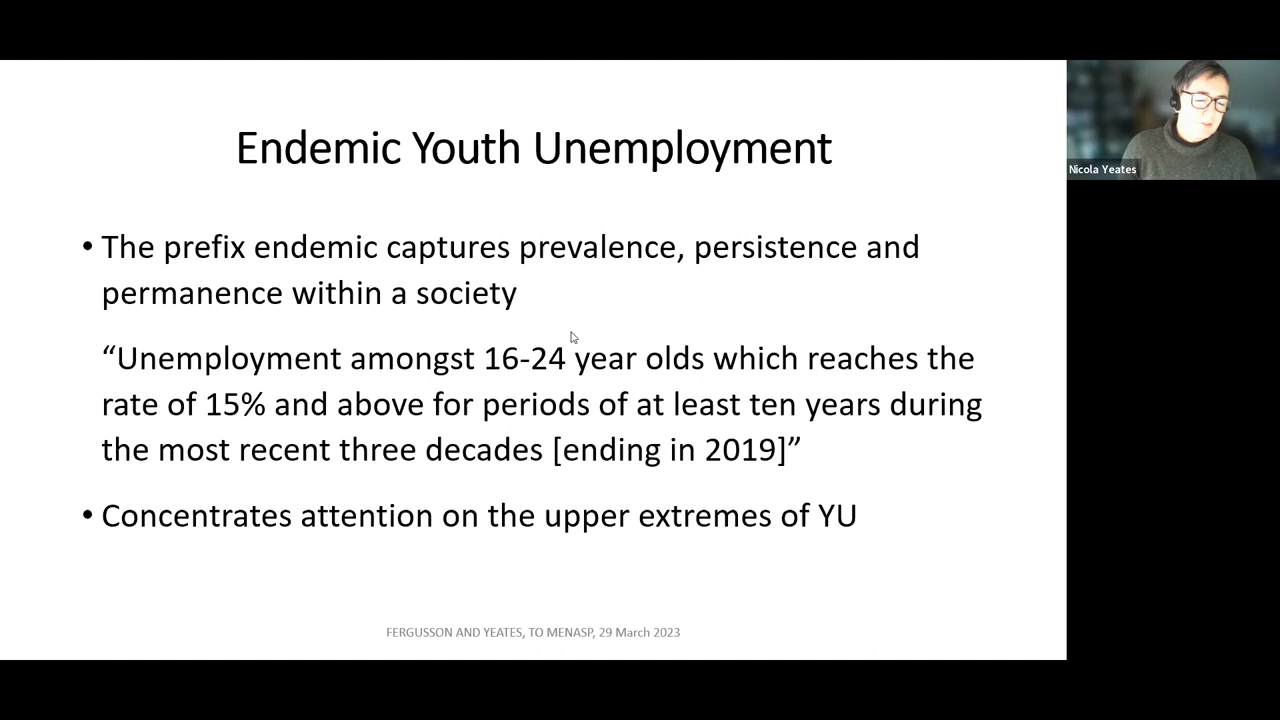 Endemic Youth Unemployment
• The prefix endemic captures prevalence, persistence and
permanence within a society
“Unemployment amongst 16-24 year olds which reaches the
rate of 15% and above for periods of at least ten years during
the most recent three decades [ending in 2019]”
• Concentrates attention on the upper extremes of YU
FERGUSSON AND YEATES, TO MENASP, 29 March 2023
Nicola Yeates